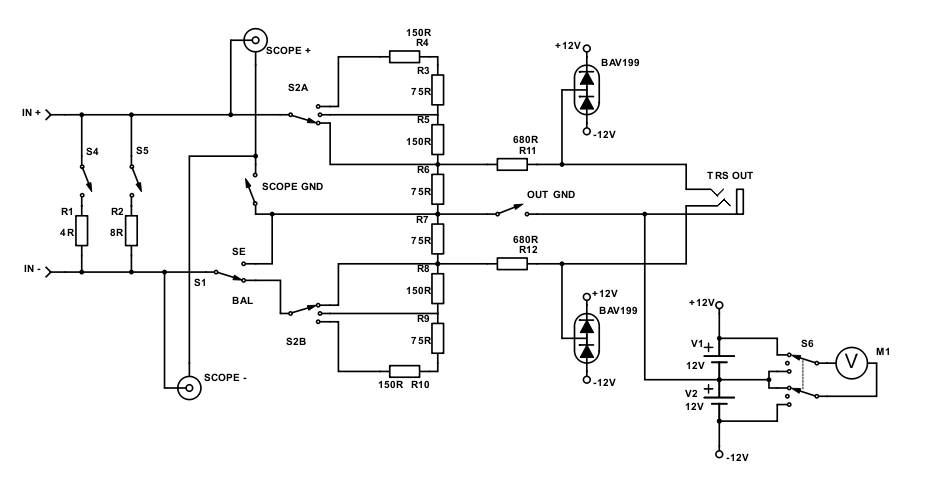 150R
R4
+12V
SCOPE +
BAV199
R3
S2A
75R
IN +
-12V
R5
680R
S4
S5
150R
R11
R6
TRS OUT
SCOPE GND
75R
OUT GND
R1
R2
R7
4R
8R
75R
680R
SE
R12
IN -
R8
S1
BAL
150R
+12V
+12V
BAV199
R9
S2B
75R
V1
+
S6
M1
12V
V
SCOPE -
150R R10
-12V
V2
+
12V
-12V